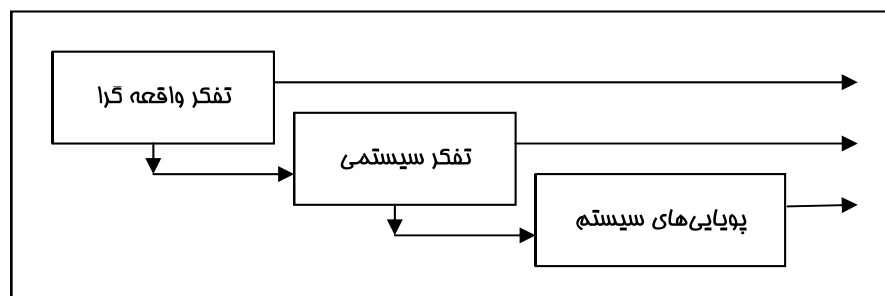 تفکر واقعه گرا
تفکر سیستمی
پویایی‌های سیستم